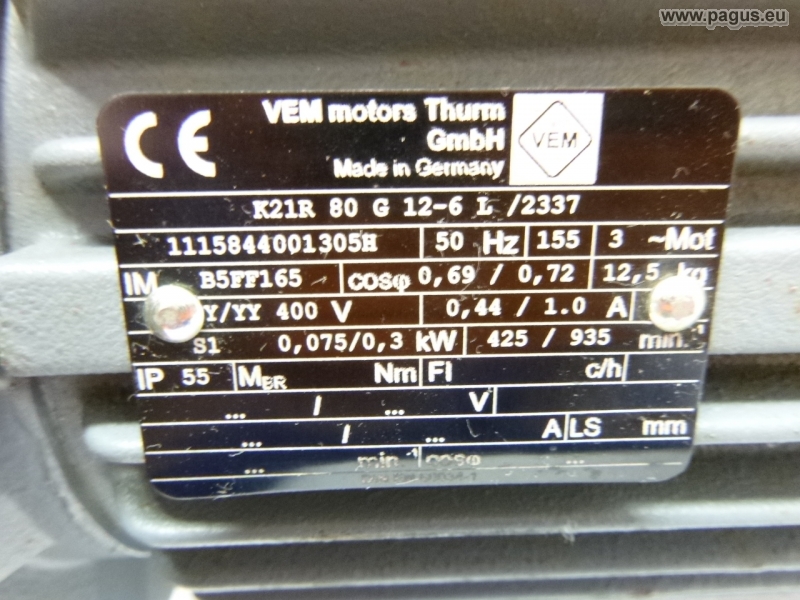 www.pagus.eu
CE VEM motors Thurm
GmbH
Made in Germany
VEM
K21R 80 G 12-6 L /2337
1115844001305H 50 Hz 155 3 ~Mot
IM B5FF165 cosφ 0,69 / 0,72 12,5 kg
Y/YY 400 V 0,44 / 1.0 A
S1 0,075/0,3 kW 425 / 935 min⁻¹
IP 55 MBR Nm FI c/h
... / ... V
... / ... A LS mm
... min⁻¹ cosφ ...